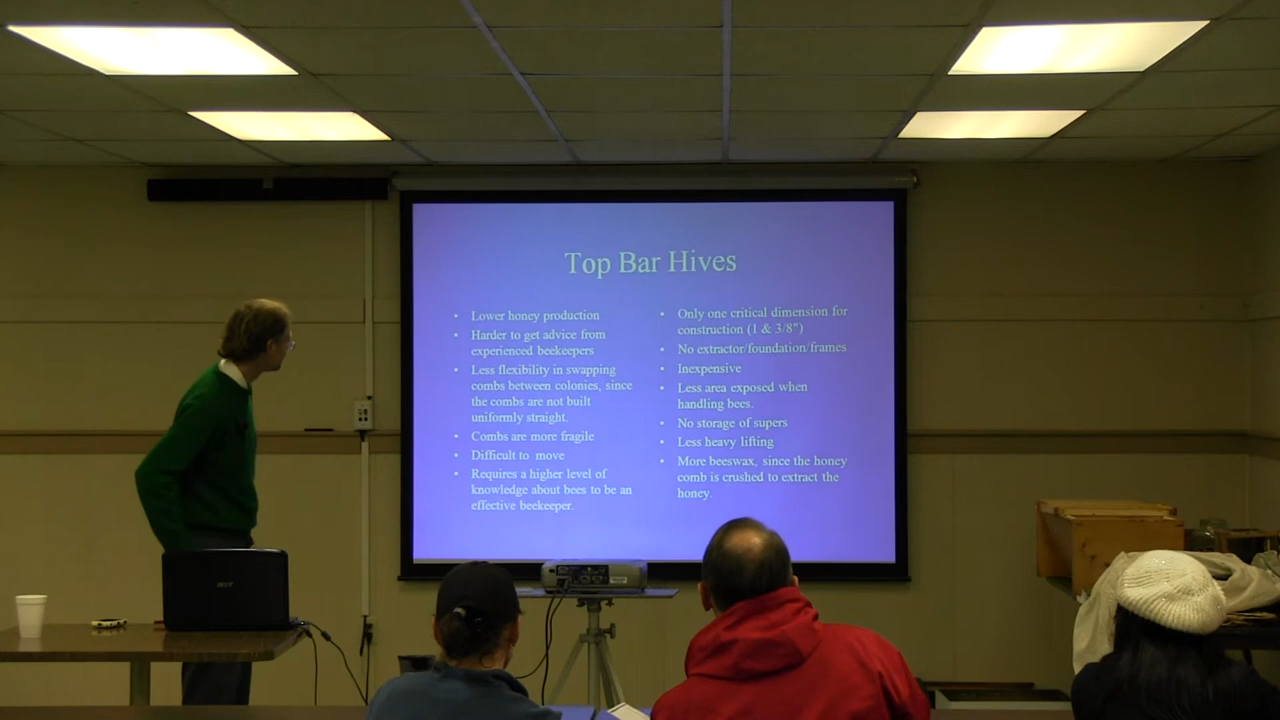 Top Bar Hives
• Lower honey production
• Harder to get advice from
experienced beekeepers
• Less flexibility in swapping
combs between colonies, since
the combs are not built
uniformly straight.
• Combs are more fragile
• Difficult to move
• Requires a higher level of
knowledge about bees to be an
effective beekeeper.
• Only one critical dimension for
construction (1 & 3/8")
• No extractor/foundation/frames
• Inexpensive
• Less area exposed when
handling bees.
• No storage of supers
• Less heavy lifting
• More beeswax, since the honey
comb is crushed to extract the
honey.
acer